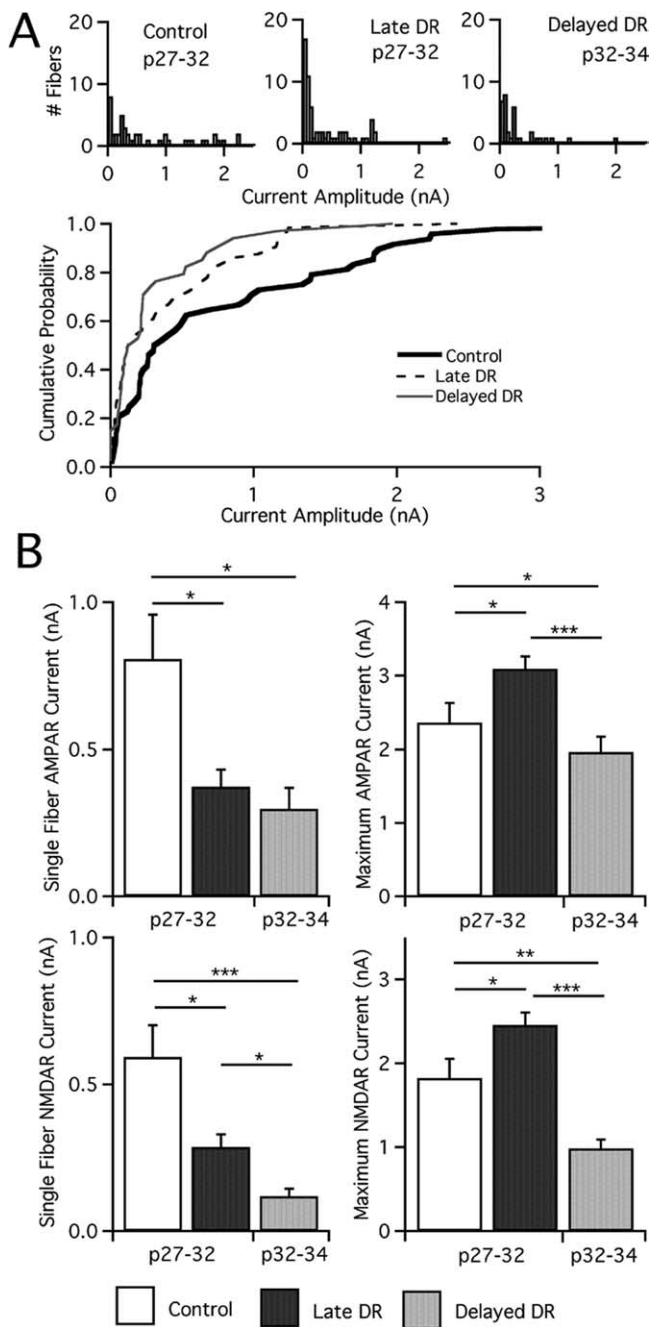 A
# Fibers
20
10
0
Control
p27-32
0
1
2
20
10
0
Late DR
p27-32
0
1
2
20
10
0
Delayed DR
p32-34
0
1
2
Current Amplitude (nA)
Cumulative Probability
1.0
0.8
0.6
0.4
0.2
0.0
Control
Late DR
Delayed DR
0
1
2
3
Current Amplitude (nA)
B
Single Fiber AMPAR Current (nA)
1.0
0.5
0.0
*
*
p27-32
p32-34
Maximum AMPAR Current (nA)
4
3
2
1
0
*
*
***
p27-32
p32-34
Single Fiber NMDAR Current (nA)
1.0
0.5
0.0
***
*
*
p27-32
p32-34
Maximum NMDAR Current (nA)
3
2
1
0
**
*
***
p27-32
p32-34
Control
Late DR
Delayed DR